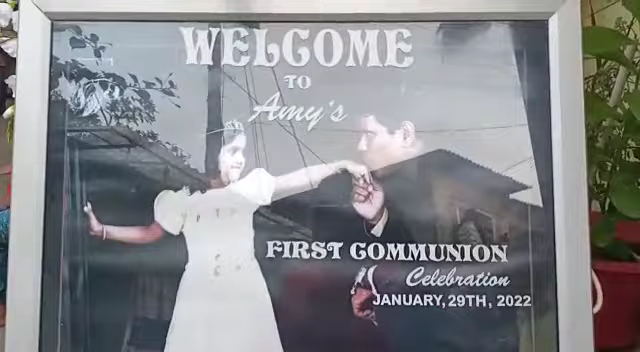 WELCOME
TO
Amy's
FIRST COMMUNION
Celebration
JANUARY, 29TH, 2022